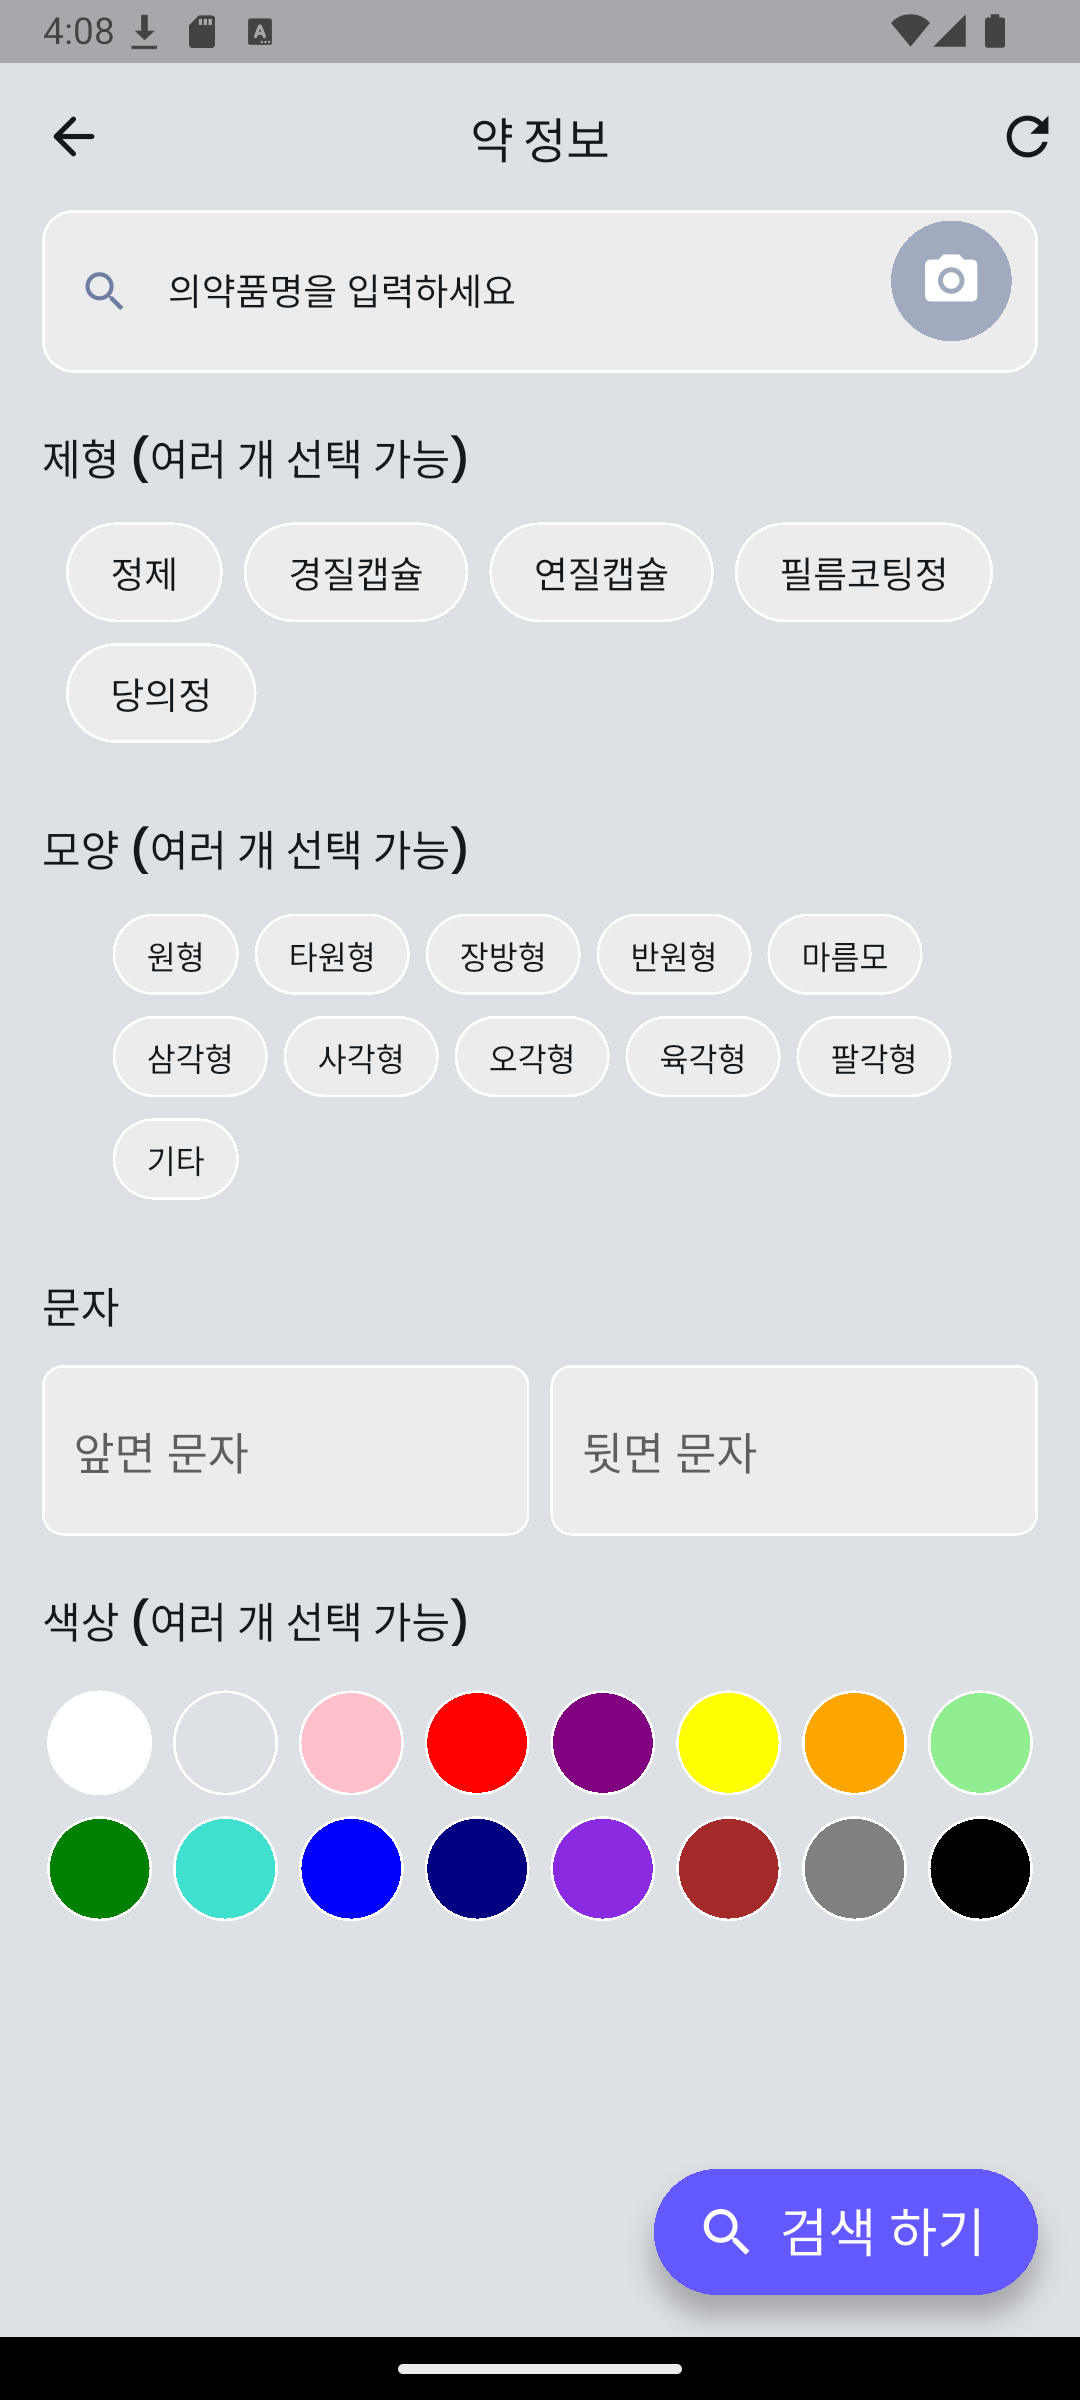 4:08
약 정보
의약품명을 입력하세요
제형 (여러 개 선택 가능)
정제 경질캡슐 연질캡슐 필름코팅정
당의정
모양 (여러 개 선택 가능)
원형 타원형 장방형 반원형 마름모
삼각형 사각형 오각형 육각형 팔각형
기타
문자
앞면 문자 뒷면 문자
색상 (여러 개 선택 가능)
검색 하기